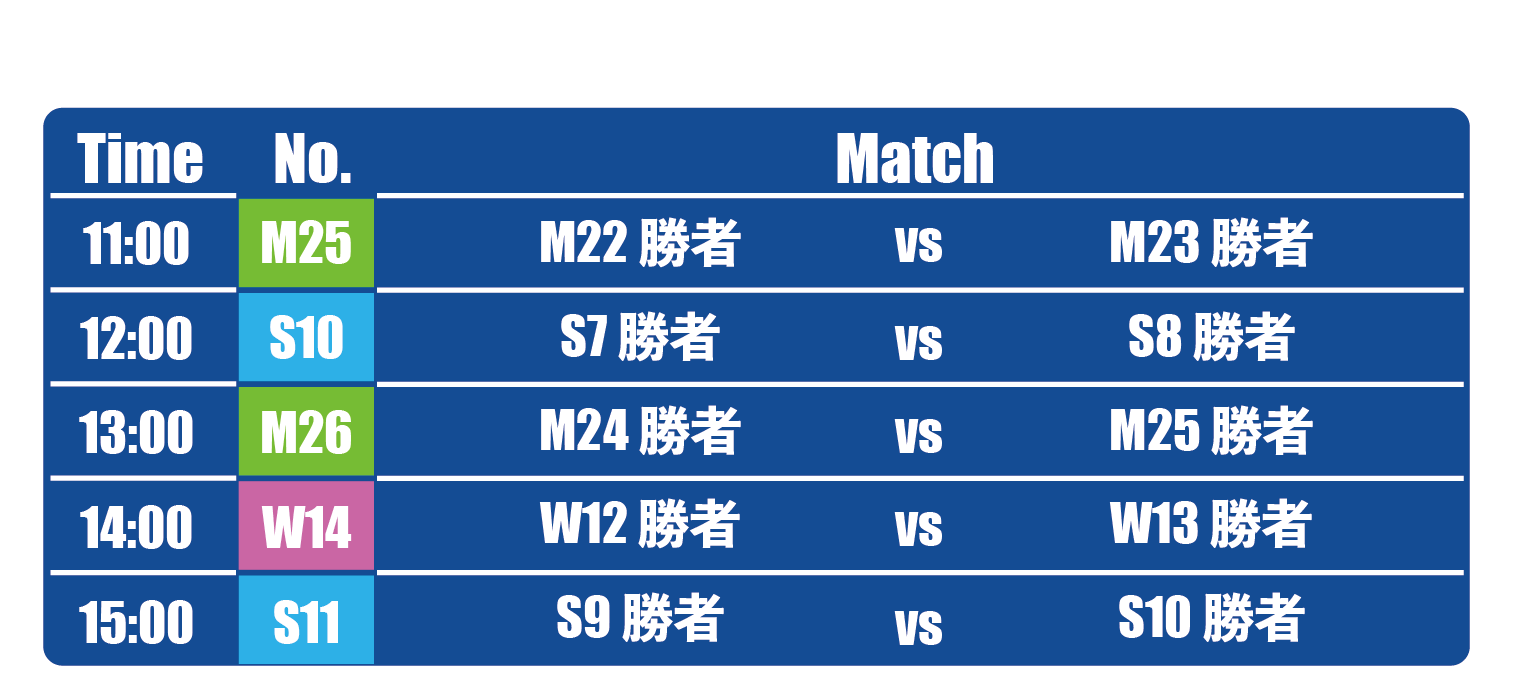 Time No. Match
11:00 M25 M22 勝者 vs M23 勝者
12:00 S10 S7 勝者 vs S8 勝者
13:00 M26 M24 勝者 vs M25 勝者
14:00 W14 W12 勝者 vs W13 勝者
15:00 S11 S9 勝者 vs S10 勝者